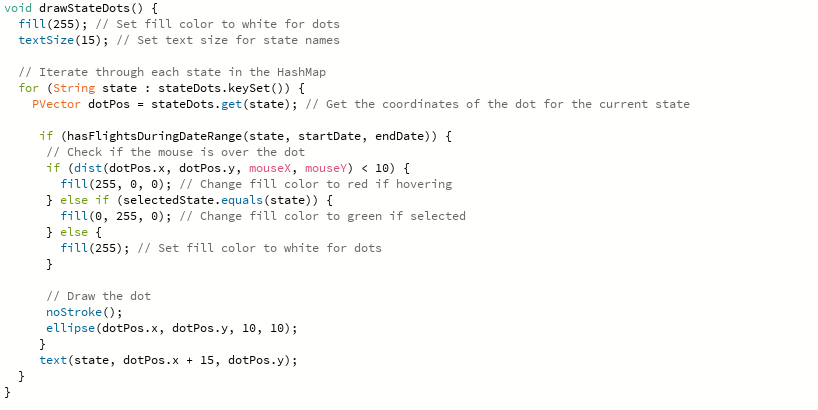 void drawStateDots() {
  fill(255); // Set fill color to white for dots
  textSize(15); // Set text size for state names

  // Iterate through each state in the HashMap
  for (String state : stateDots.keySet()) {
    PVector dotPos = stateDots.get(state); // Get the coordinates of the dot for the current state

     if (hasFlightsDuringDateRange(state, startDate, endDate)) {
      // Check if the mouse is over the dot
      if (dist(dotPos.x, dotPos.y, mouseX, mouseY) < 10) {
        fill(255, 0, 0); // Change fill color to red if hovering
      } else if (selectedState.equals(state)) {
        fill(0, 255, 0); // Change fill color to green if selected
      } else {
        fill(255); // Set fill color to white for dots
      }

      // Draw the dot
      noStroke();
      ellipse(dotPos.x, dotPos.y, 10, 10);
     }
     text(state, dotPos.x + 15, dotPos.y);
  }
}